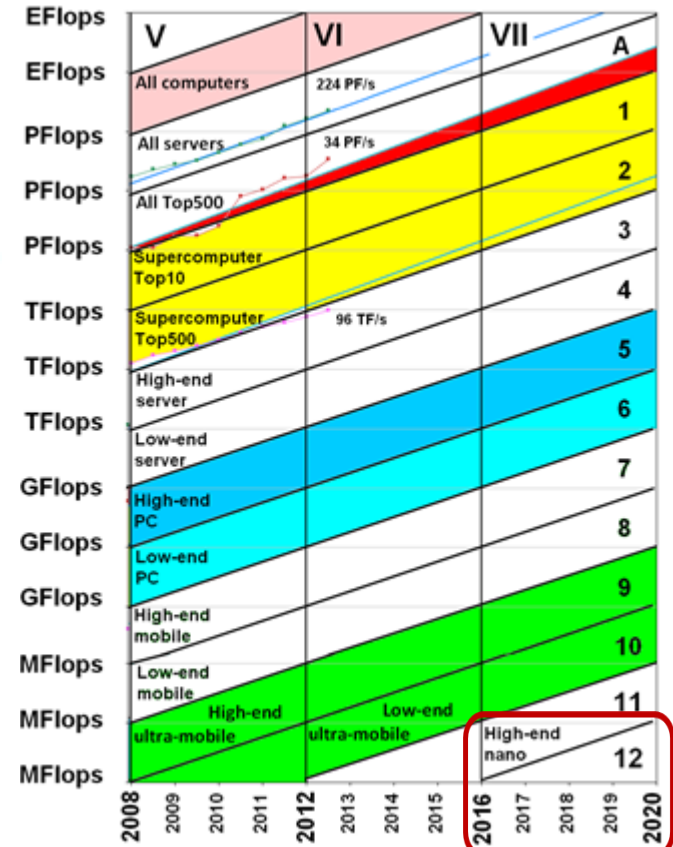 EFlops
EFlops
PFlops
PFlops
PFlops
TFlops
TFlops
TFlops
GFlops
GFlops
GFlops
MFlops
MFlops
MFlops
V
VI
VII
All computers
224 PF/s
All servers
34 PF/s
All Top500
Supercomputer
Top10
Supercomputer
Top500
96 TF/s
High-end
server
Low-end
server
High-end
PC
Low-end
PC
High-end
mobile
Low-end
mobile
High-end
ultra-mobile
Low-end
ultra-mobile
High-end
nano
A
1
2
3
4
5
6
7
8
9
10
11
12
2008
2009
2010
2011
2012
2013
2014
2015
2016
2017
2018
2019
2020